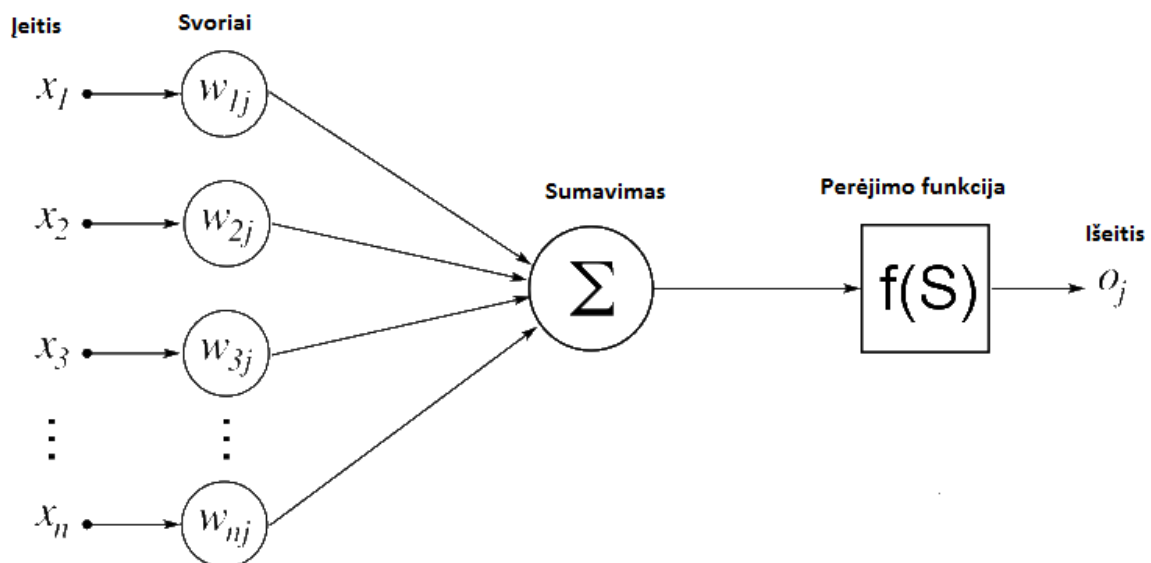 Įeitis
Svoriai
x1
w1j
x2
w2j
x3
w3j
⋮
⋮
xn
wnj
Sumavimas
Σ
Perėjimo funkcija
f(S)
Išeitis
oj